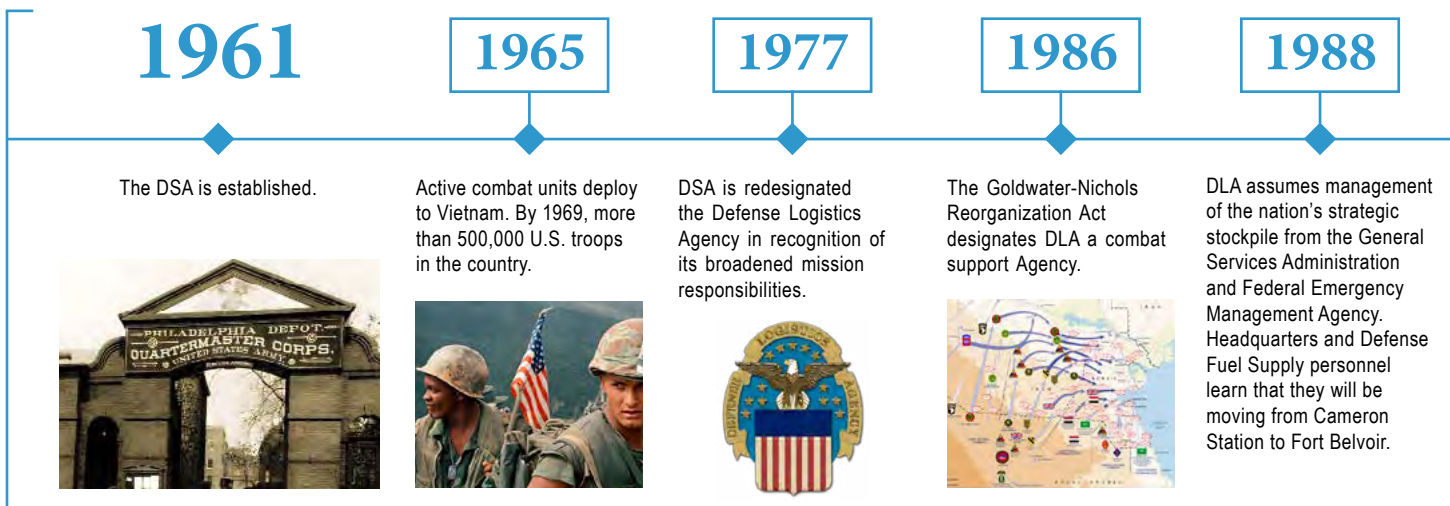 1961
1965
1977
1986
1988
The DSA is established.
Active combat units deploy
to Vietnam. By 1969, more
than 500,000 U.S. troops
in the country.
DSA is redesignated
the Defense Logistics
Agency in recognition of
its broadened mission
responsibilities.
The Goldwater-Nichols
Reorganization Act
designates DLA a combat
support Agency.
DLA assumes management
of the nation’s strategic
stockpile from the General
Services Administration
and Federal Emergency
Management Agency.
Headquarters and Defense
Fuel Supply personnel
learn that they will be
moving from Cameron
Station to Fort Belvoir.
PHILADELPHIA DEPOT.
QUARTERMASTER CORPS.
UNITED STATES ARMY.
DEFENSE
LOGISTICS
AGENCY